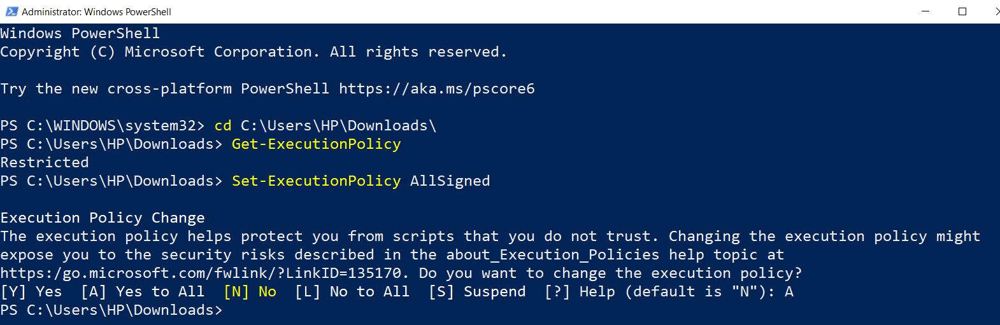 Administrator: Windows PowerShell
Windows PowerShell
Copyright (C) Microsoft Corporation. All rights reserved.
Try the new cross-platform PowerShell https://aka.ms/pscore6
PS C:\WINDOWS\system32> cd C:\Users\HP\Downloads\
PS C:\Users\HP\Downloads> Get-ExecutionPolicy
Restricted
PS C:\Users\HP\Downloads> Set-ExecutionPolicy AllSigned
Execution Policy Change
The execution policy helps protect you from scripts that you do not trust. Changing the execution policy might
expose you to the security risks described in the about_Execution_Policies help topic at
https:/go.microsoft.com/fwlink/?LinkID=135170. Do you want to change the execution policy?
[Y] Yes  [A] Yes to All  [N] No  [L] No to All  [S] Suspend  [?] Help (default is "N"): A
PS C:\Users\HP\Downloads>